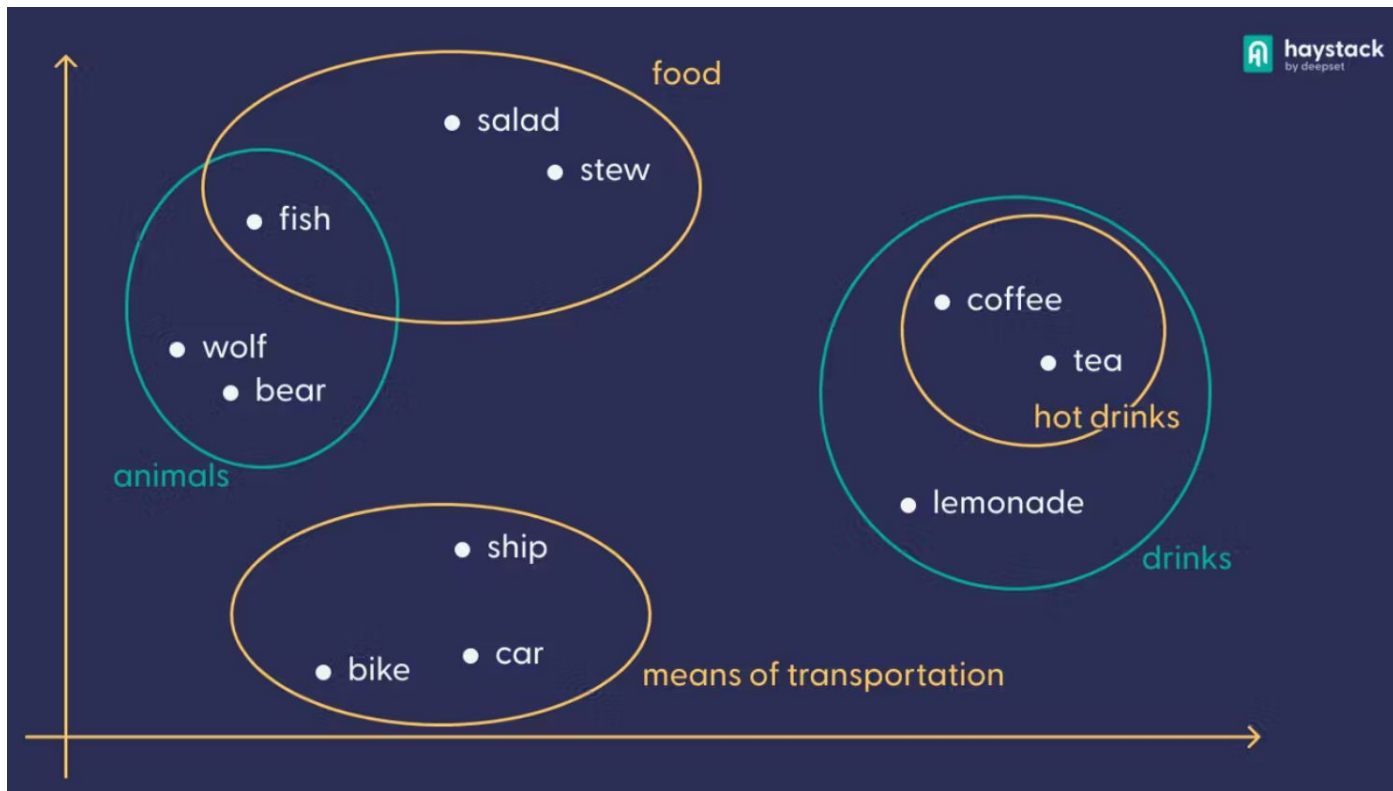 haystack
by deepset
food
salad
stew
fish
wolf
bear
animals
coffee
tea
hot drinks
lemonade
drinks
ship
car
bike
means of transportation